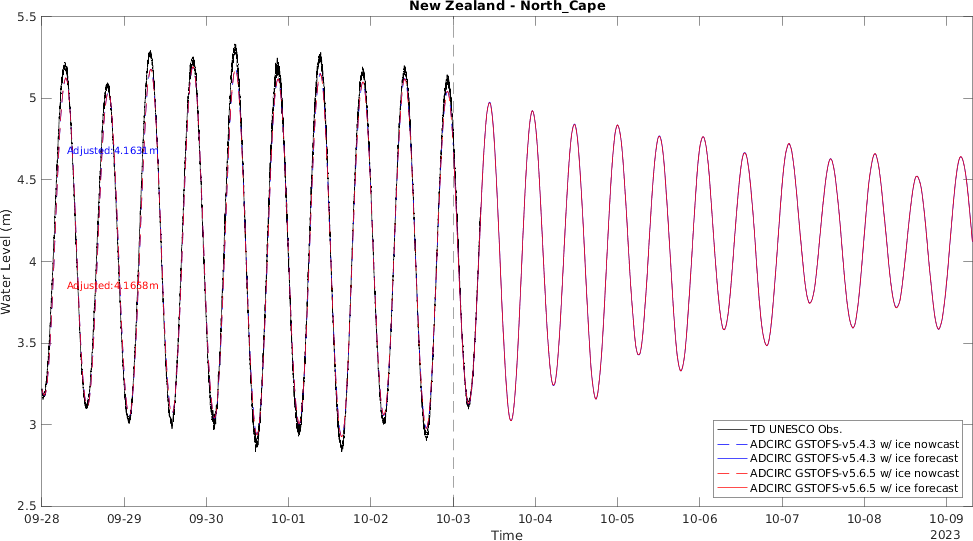 New Zealand - North_Cape
5.5
5
4.5
4
3.5
3
2.5
Water Level (m)
Adjusted:4.1631m
Adjusted:4.1658m
TD UNESCO Obs.
ADCIRC GSTOFS-v5.4.3 w/ ice nowcast
ADCIRC GSTOFS-v5.4.3 w/ ice forecast
ADCIRC GSTOFS-v5.6.5 w/ ice nowcast
ADCIRC GSTOFS-v5.6.5 w/ ice forecast
09-28 09-29 09-30 10-01 10-02 10-03 10-04 10-05 10-06 10-07 10-08 10-09
2023
Time